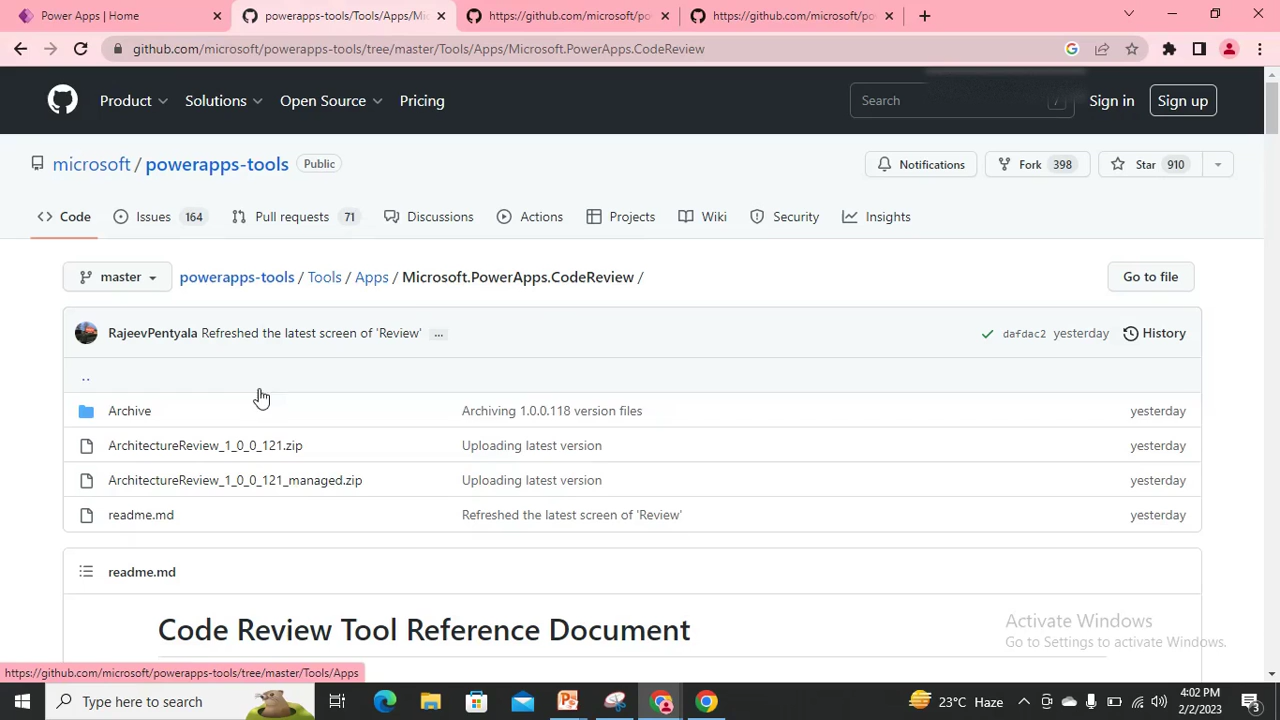 Power Apps | Home
powerapps-tools/Tools/Apps/Mi
https://github.com/microsoft/po
https://github.com/microsoft/po
github.com/microsoft/powerapps-tools/tree/master/Tools/Apps/Microsoft.PowerApps.CodeReview
Product Solutions Open Source Pricing Search / Sign in Sign up
microsoft / powerapps-tools Public Notifications Fork 398 Star 910
Code Issues 164 Pull requests 71 Discussions Actions Projects Wiki Security Insights
master powerapps-tools / Tools / Apps / Microsoft.PowerApps.CodeReview / Go to file
RajeevPentyala Refreshed the latest screen of 'Review' ... dafdac2 yesterday History
..
Archive Archiving 1.0.0.118 version files yesterday
ArchitectureReview_1_0_0_121.zip Uploading latest version yesterday
ArchitectureReview_1_0_0_121_managed.zip Uploading latest version yesterday
readme.md Refreshed the latest screen of 'Review' yesterday
readme.md
Code Review Tool Reference Document
Activate Windows
Go to Settings to activate Windows.
https://github.com/microsoft/powerapps-tools/tree/master/Tools/Apps
Type here to search
23°C Haze
4:02 PM
2/2/2023
3